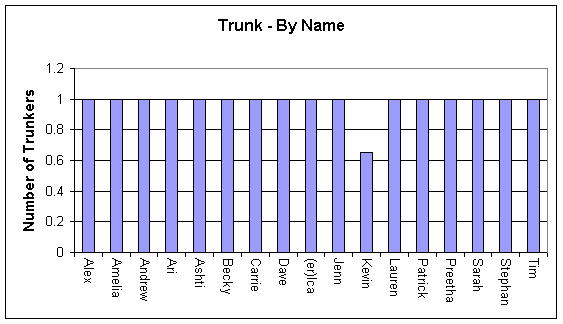 Trunk - By Name
Number of Trunkers
1.2
1
0.8
0.6
0.4
0.2
0
Alex
Amelia
Andrew
Ari
Ashti
Becky
Carrie
Dave
(er)Ica
Jenn
Kevin
Lauren
Patrick
Preetha
Sarah
Stephan
Tim